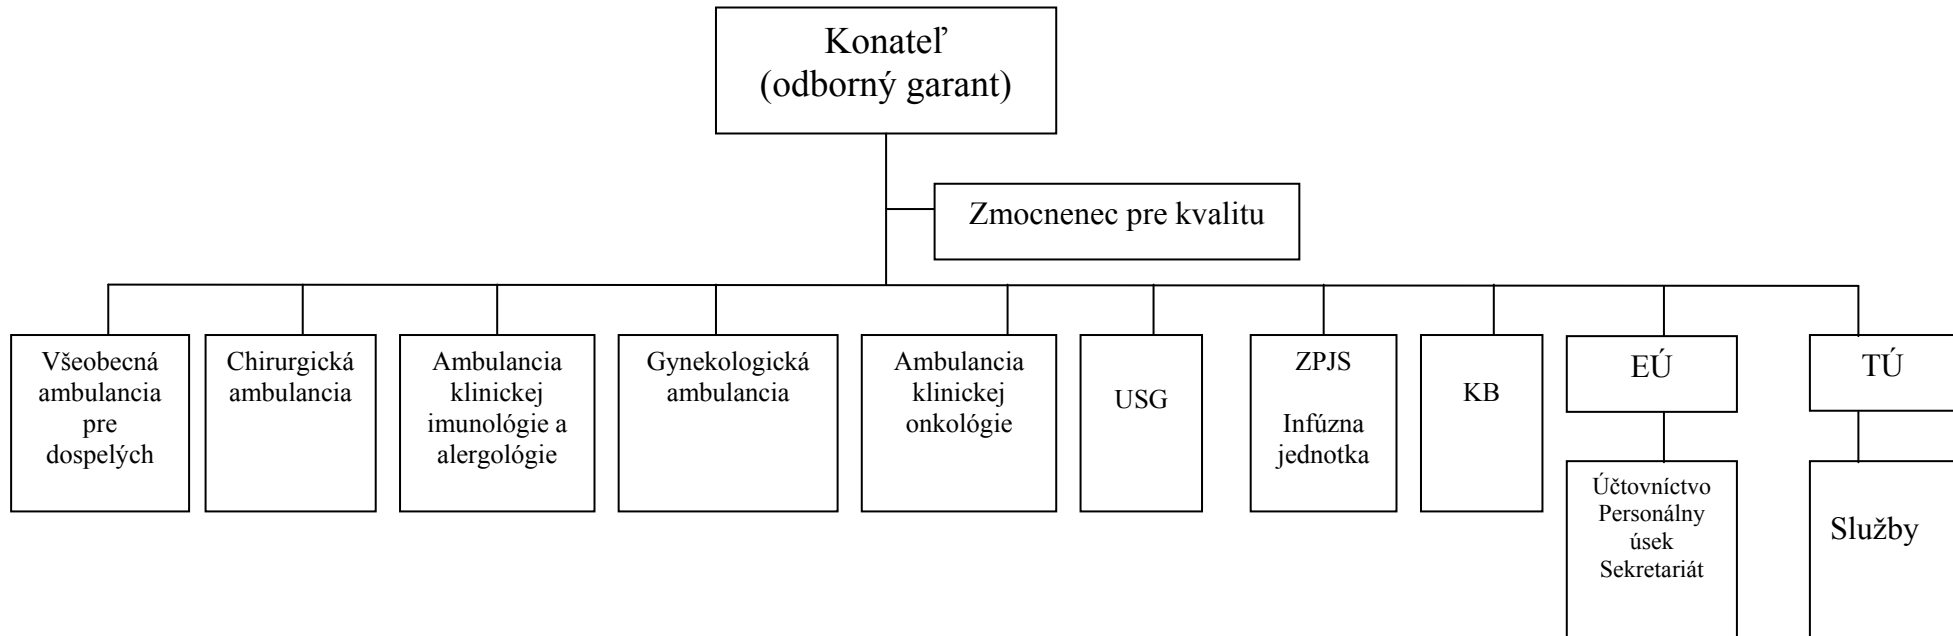 Konateľ
(odborný garant)
Zmocnenec pre kvalitu
Všeobecná
ambulancia
pre
dospelých
Chirurgická
ambulancia
Ambulancia
klinickej
imunológie a
alergológie
Gynekologická
ambulancia
Ambulancia
klinickej
onkológie
USG
ZPJS
Infúzna
jednotka
KB
EÚ
TÚ
Účtovníctvo
Personálny
úsek
Sekretariát
Služby